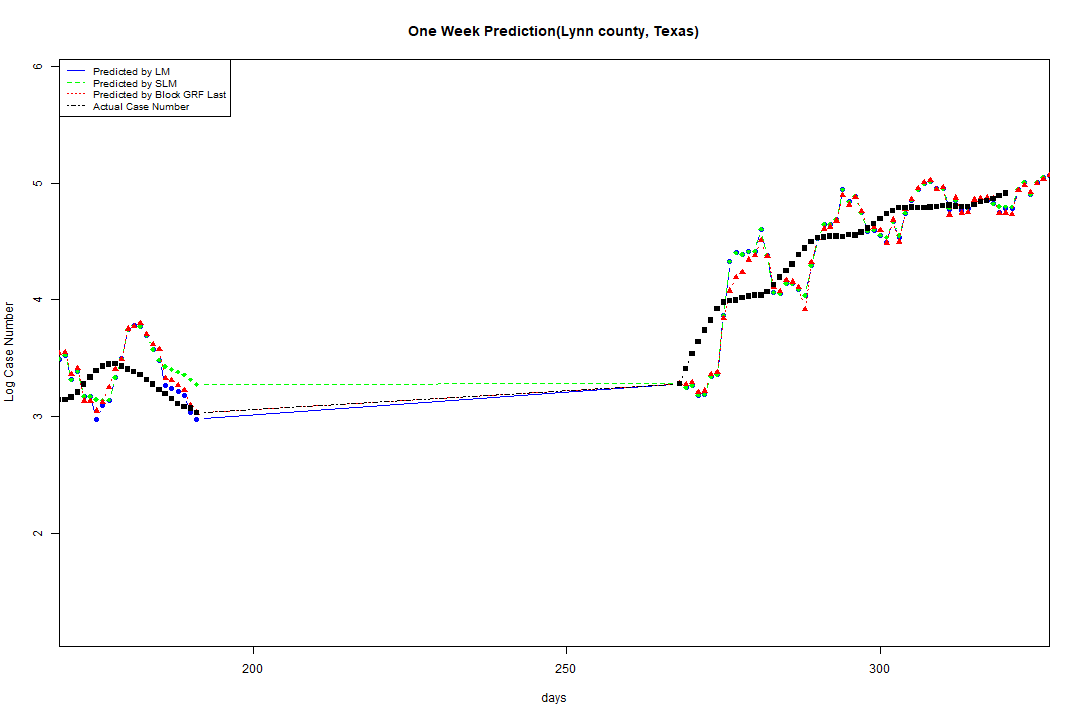 One Week Prediction(Lynn county, Texas)
Predicted by LM
Predicted by SLM
Predicted by Block GRF Last
Actual Case Number
6
5
4
3
2
Log Case Number
200
250
300
days